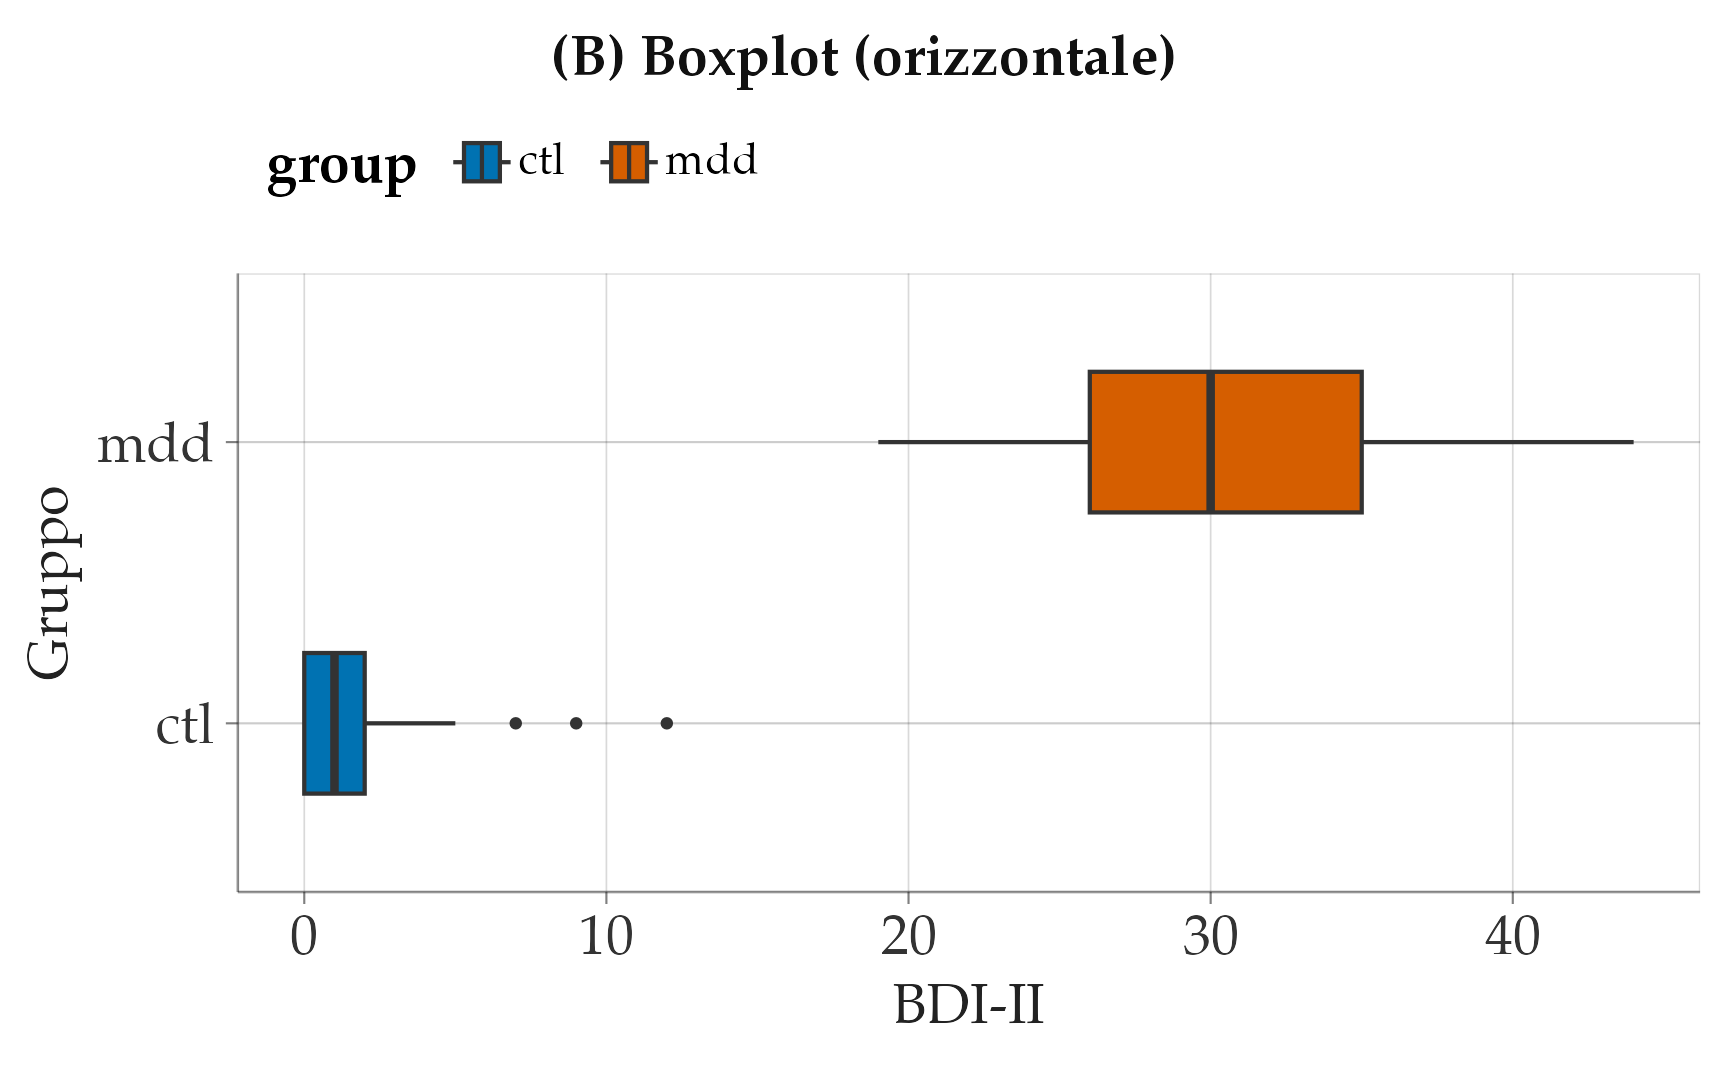 (B) Boxplot (orizzontale)
group ctl mdd
mdd
Gruppo
ctl
0 10 20 30 40
BDI-II